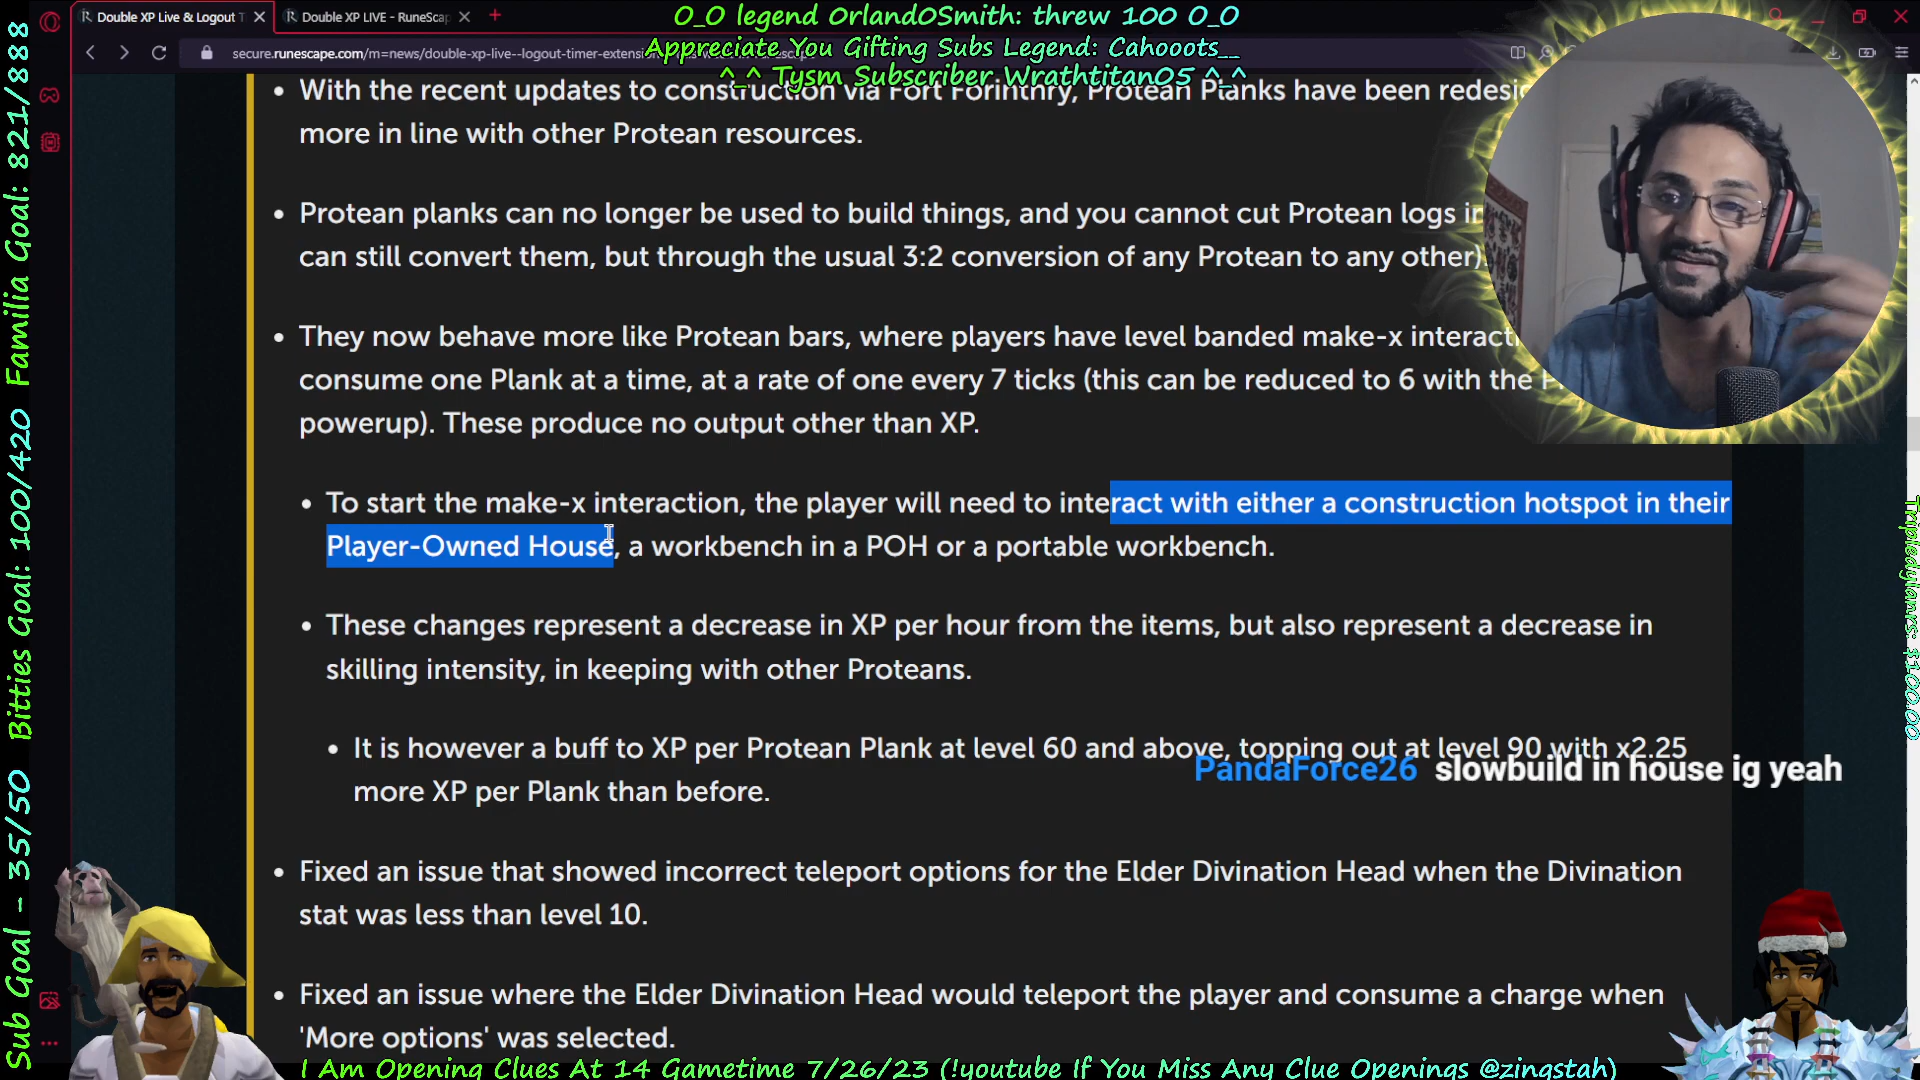 Double XP Live & Logout T
Double XP LIVE - RuneScap
O_O legend OrlandOSmith: threw 100 O_O
secure.runescape.com/m=news/double-xp-live--logout-timer-exten
Appreciate You Gifting Subs Legend: Cahooots__
^_^ Tysm Subscriber Wrathtitan05 ^_^
With the recent updates to construction via Fort Forinthry, Protean Planks have been redesi
more in line with other Protean resources.
Protean planks can no longer be used to build things, and you cannot cut Protean logs in
can still convert them, but through the usual 3:2 conversion of any Protean to any other).
They now behave more like Protean bars, where players have level banded make-x interacti
consume one Plank at a time, at a rate of one every 7 ticks (this can be reduced to 6 with the P
powerup). These produce no output other than XP.
To start the make-x interaction, the player will need to interact with either a construction hotspot in their
Player-Owned House, a workbench in a POH or a portable workbench.
These changes represent a decrease in XP per hour from the items, but also represent a decrease in
skilling intensity, in keeping with other Proteans.
It is however a buff to XP per Protean Plank at level 60 and above, topping out at level 90 with x2.25
more XP per Plank than before.
PandaForce26 slowbuild in house ig yeah
Fixed an issue that showed incorrect teleport options for the Elder Divination Head when the Divination
stat was less than level 10.
Fixed an issue where the Elder Divination Head would teleport the player and consume a charge when
'More options' was selected.
I Am Opening Clues At 14 Gametime 7/26/23 (!youtube If You Miss Any Clue Openings @zingstah)
Sub Goal - 35/50 Bitties Goal: 100/420 Familia Goal: 821/888